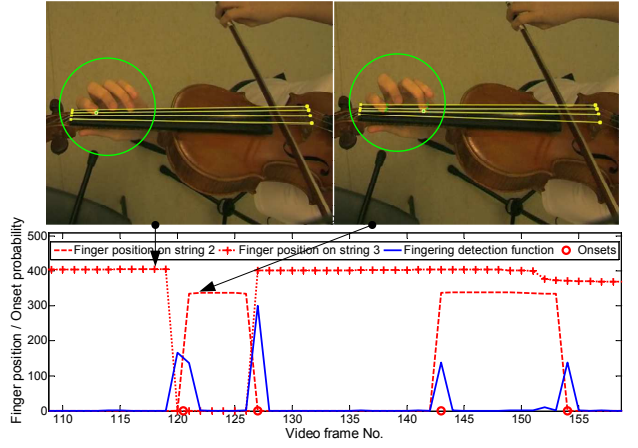 500
Finger position on string 2 Finger position on string 3 Fingering detection function Onsets
400
300
200
100
0
110 115 120 125 130 135 140 145 150 155
Video frame No.
Finger position / Onset probability